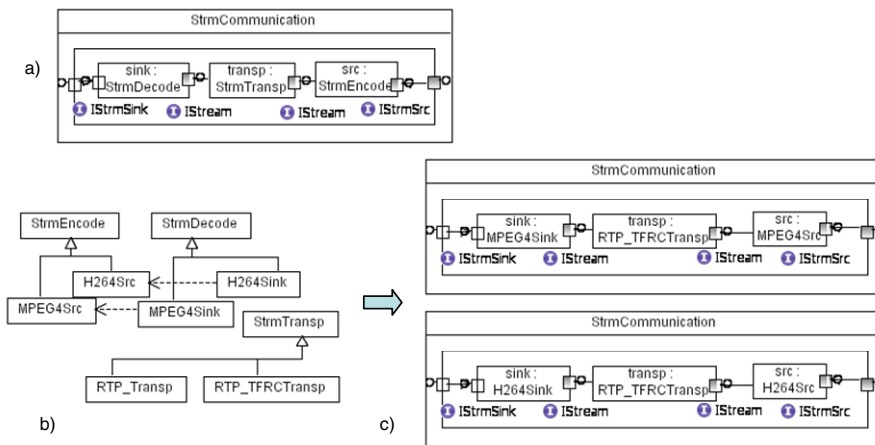 StrmCommunication
a)
sink :
StrmDecode
transp :
StrmTransp
src :
StrmEncode
I IStrmSink
I IStream
I IStream
I IStrmSrc
StrmEncode
StrmDecode
H264Src
H264Sink
MPEG4Src
MPEG4Sink
StrmTransp
RTP_Transp
RTP_TFRCTransp
b)
StrmCommunication
sink :
MPEG4Sink
transp :
RTP_TFRCTransp
src :
MPEG4Src
I IStrmSink
I IStream
I IStream
I IStrmSrc
StrmCommunication
sink :
H264Sink
transp :
RTP_TFRCTransp
src :
H264Src
I IStrmSink
I IStream
I IStream
I IStrmSrc
c)